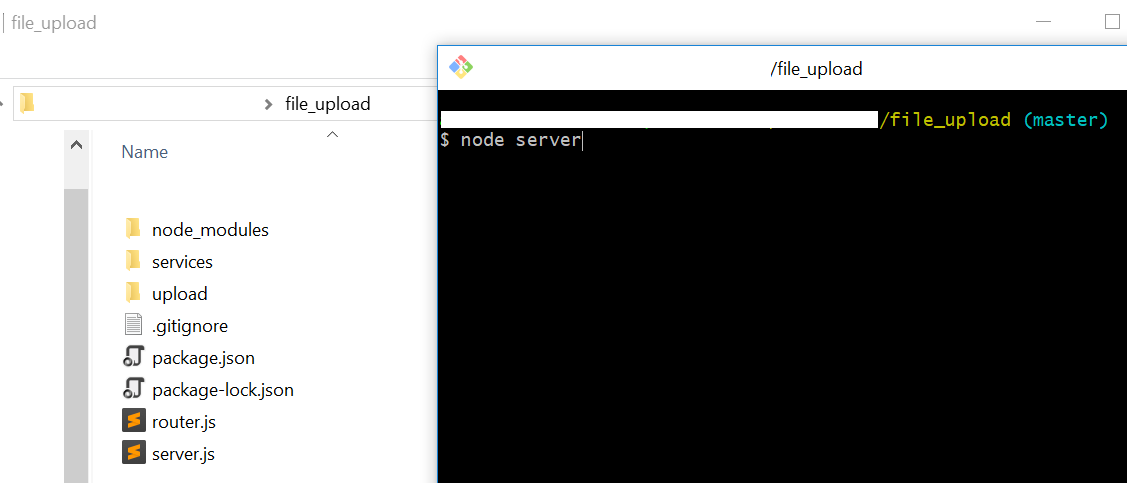 file_upload
file_upload
Name
node_modules
services
upload
.gitignore
package.json
package-lock.json
router.js
server.js
/file_upload
/file_upload (master)
$ node server